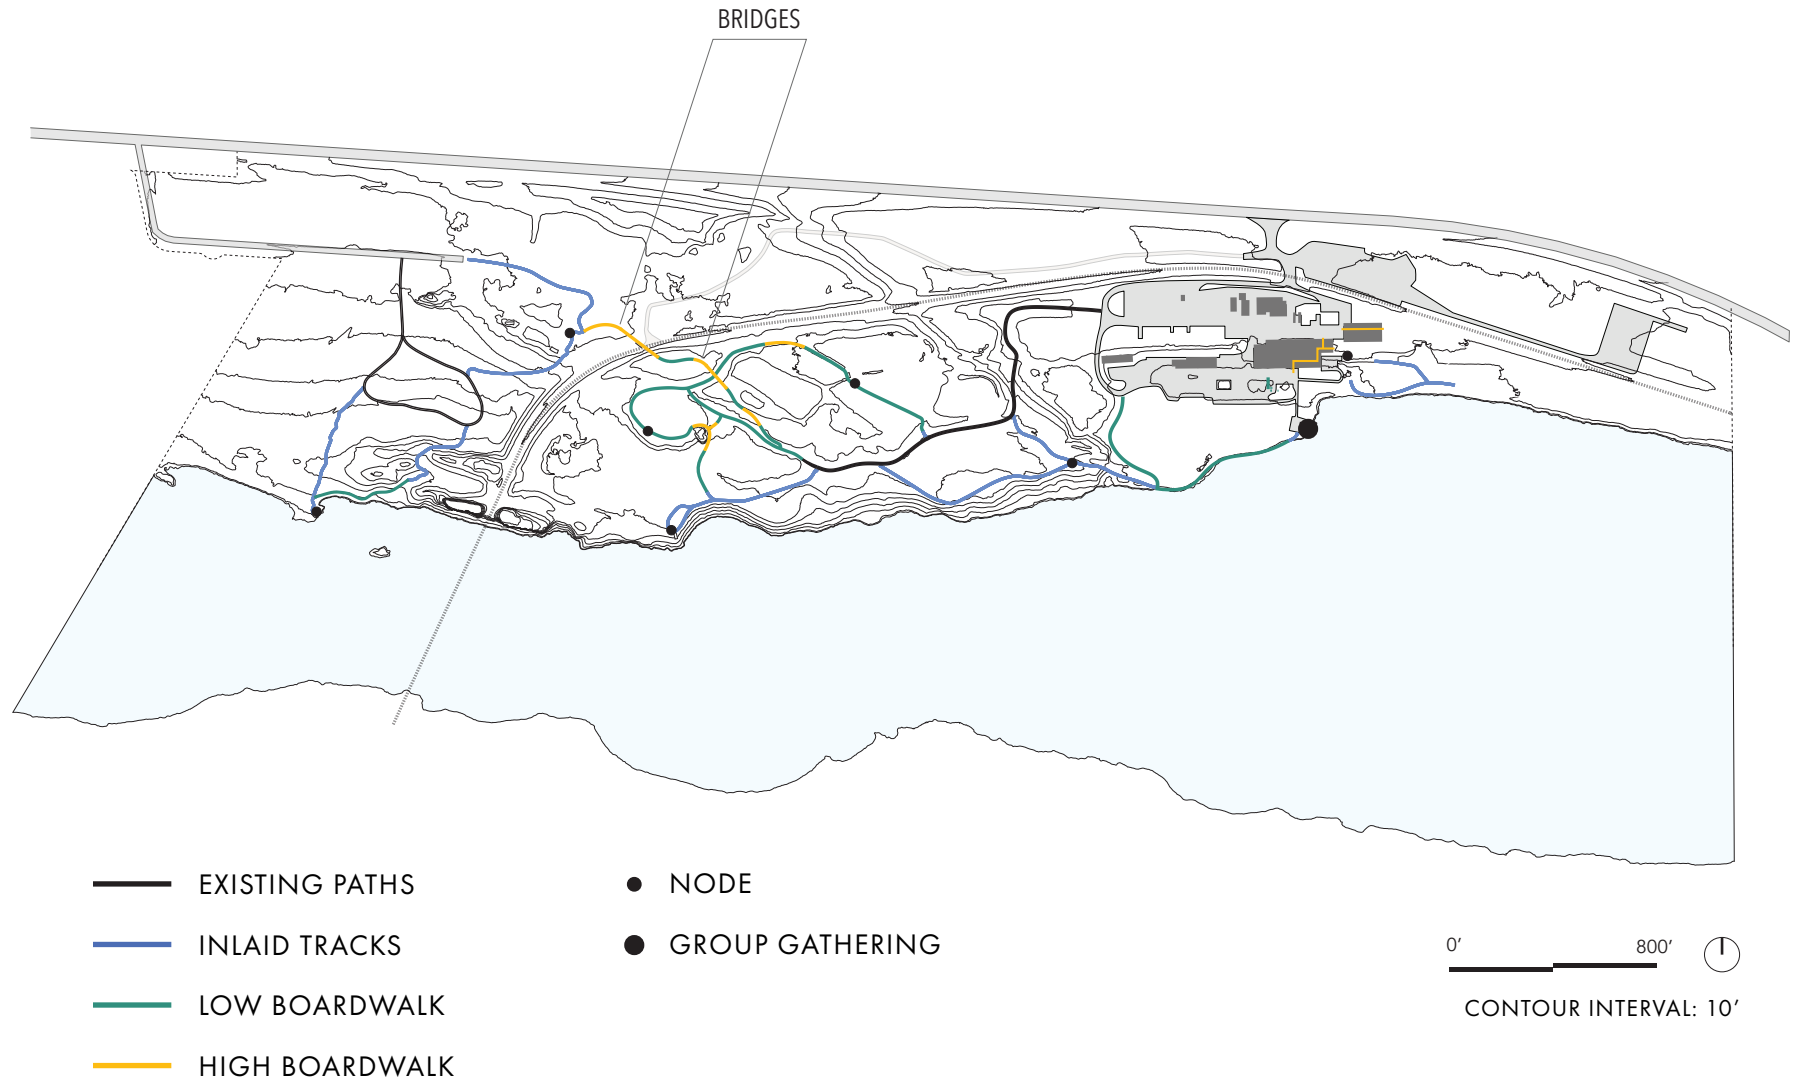 BRIDGES
EXISTING PATHS
INLAID TRACKS
LOW BOARDWALK
HIGH BOARDWALK
NODE
GROUP GATHERING
0′ 800′
CONTOUR INTERVAL: 10′